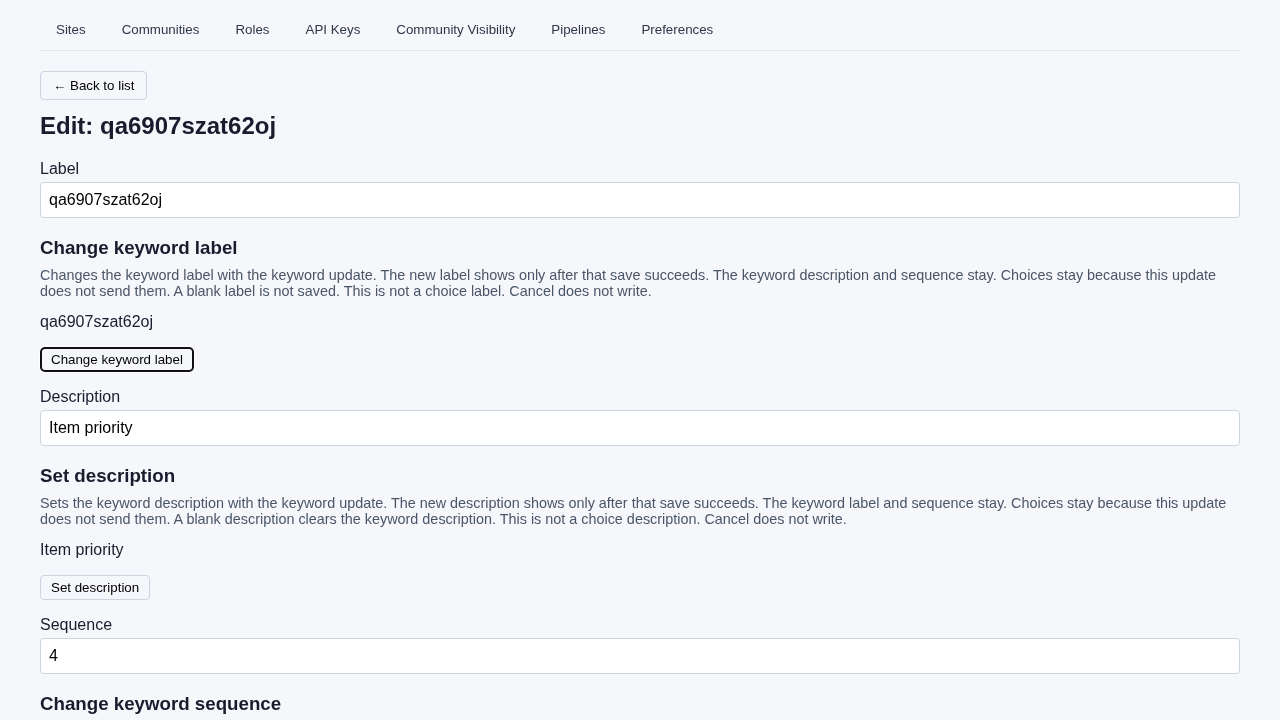 Sites
Communities
Roles
API Keys
Community Visibility
Pipelines
Preferences
← Back to list
Edit: qa6907szat62oj
Label
qa6907szat62oj
Change keyword label
Changes the keyword label with the keyword update. The new label shows only after that save succeeds. The keyword description and sequence stay. Choices stay because this update
does not send them. A blank label is not saved. This is not a choice label. Cancel does not write.
qa6907szat62oj
Change keyword label
Description
Item priority
Set description
Sets the keyword description with the keyword update. The new description shows only after that save succeeds. The keyword label and sequence stay. Choices stay because this update
does not send them. A blank description clears the keyword description. This is not a choice description. Cancel does not write.
Item priority
Set description
Sequence
4
Change keyword sequence